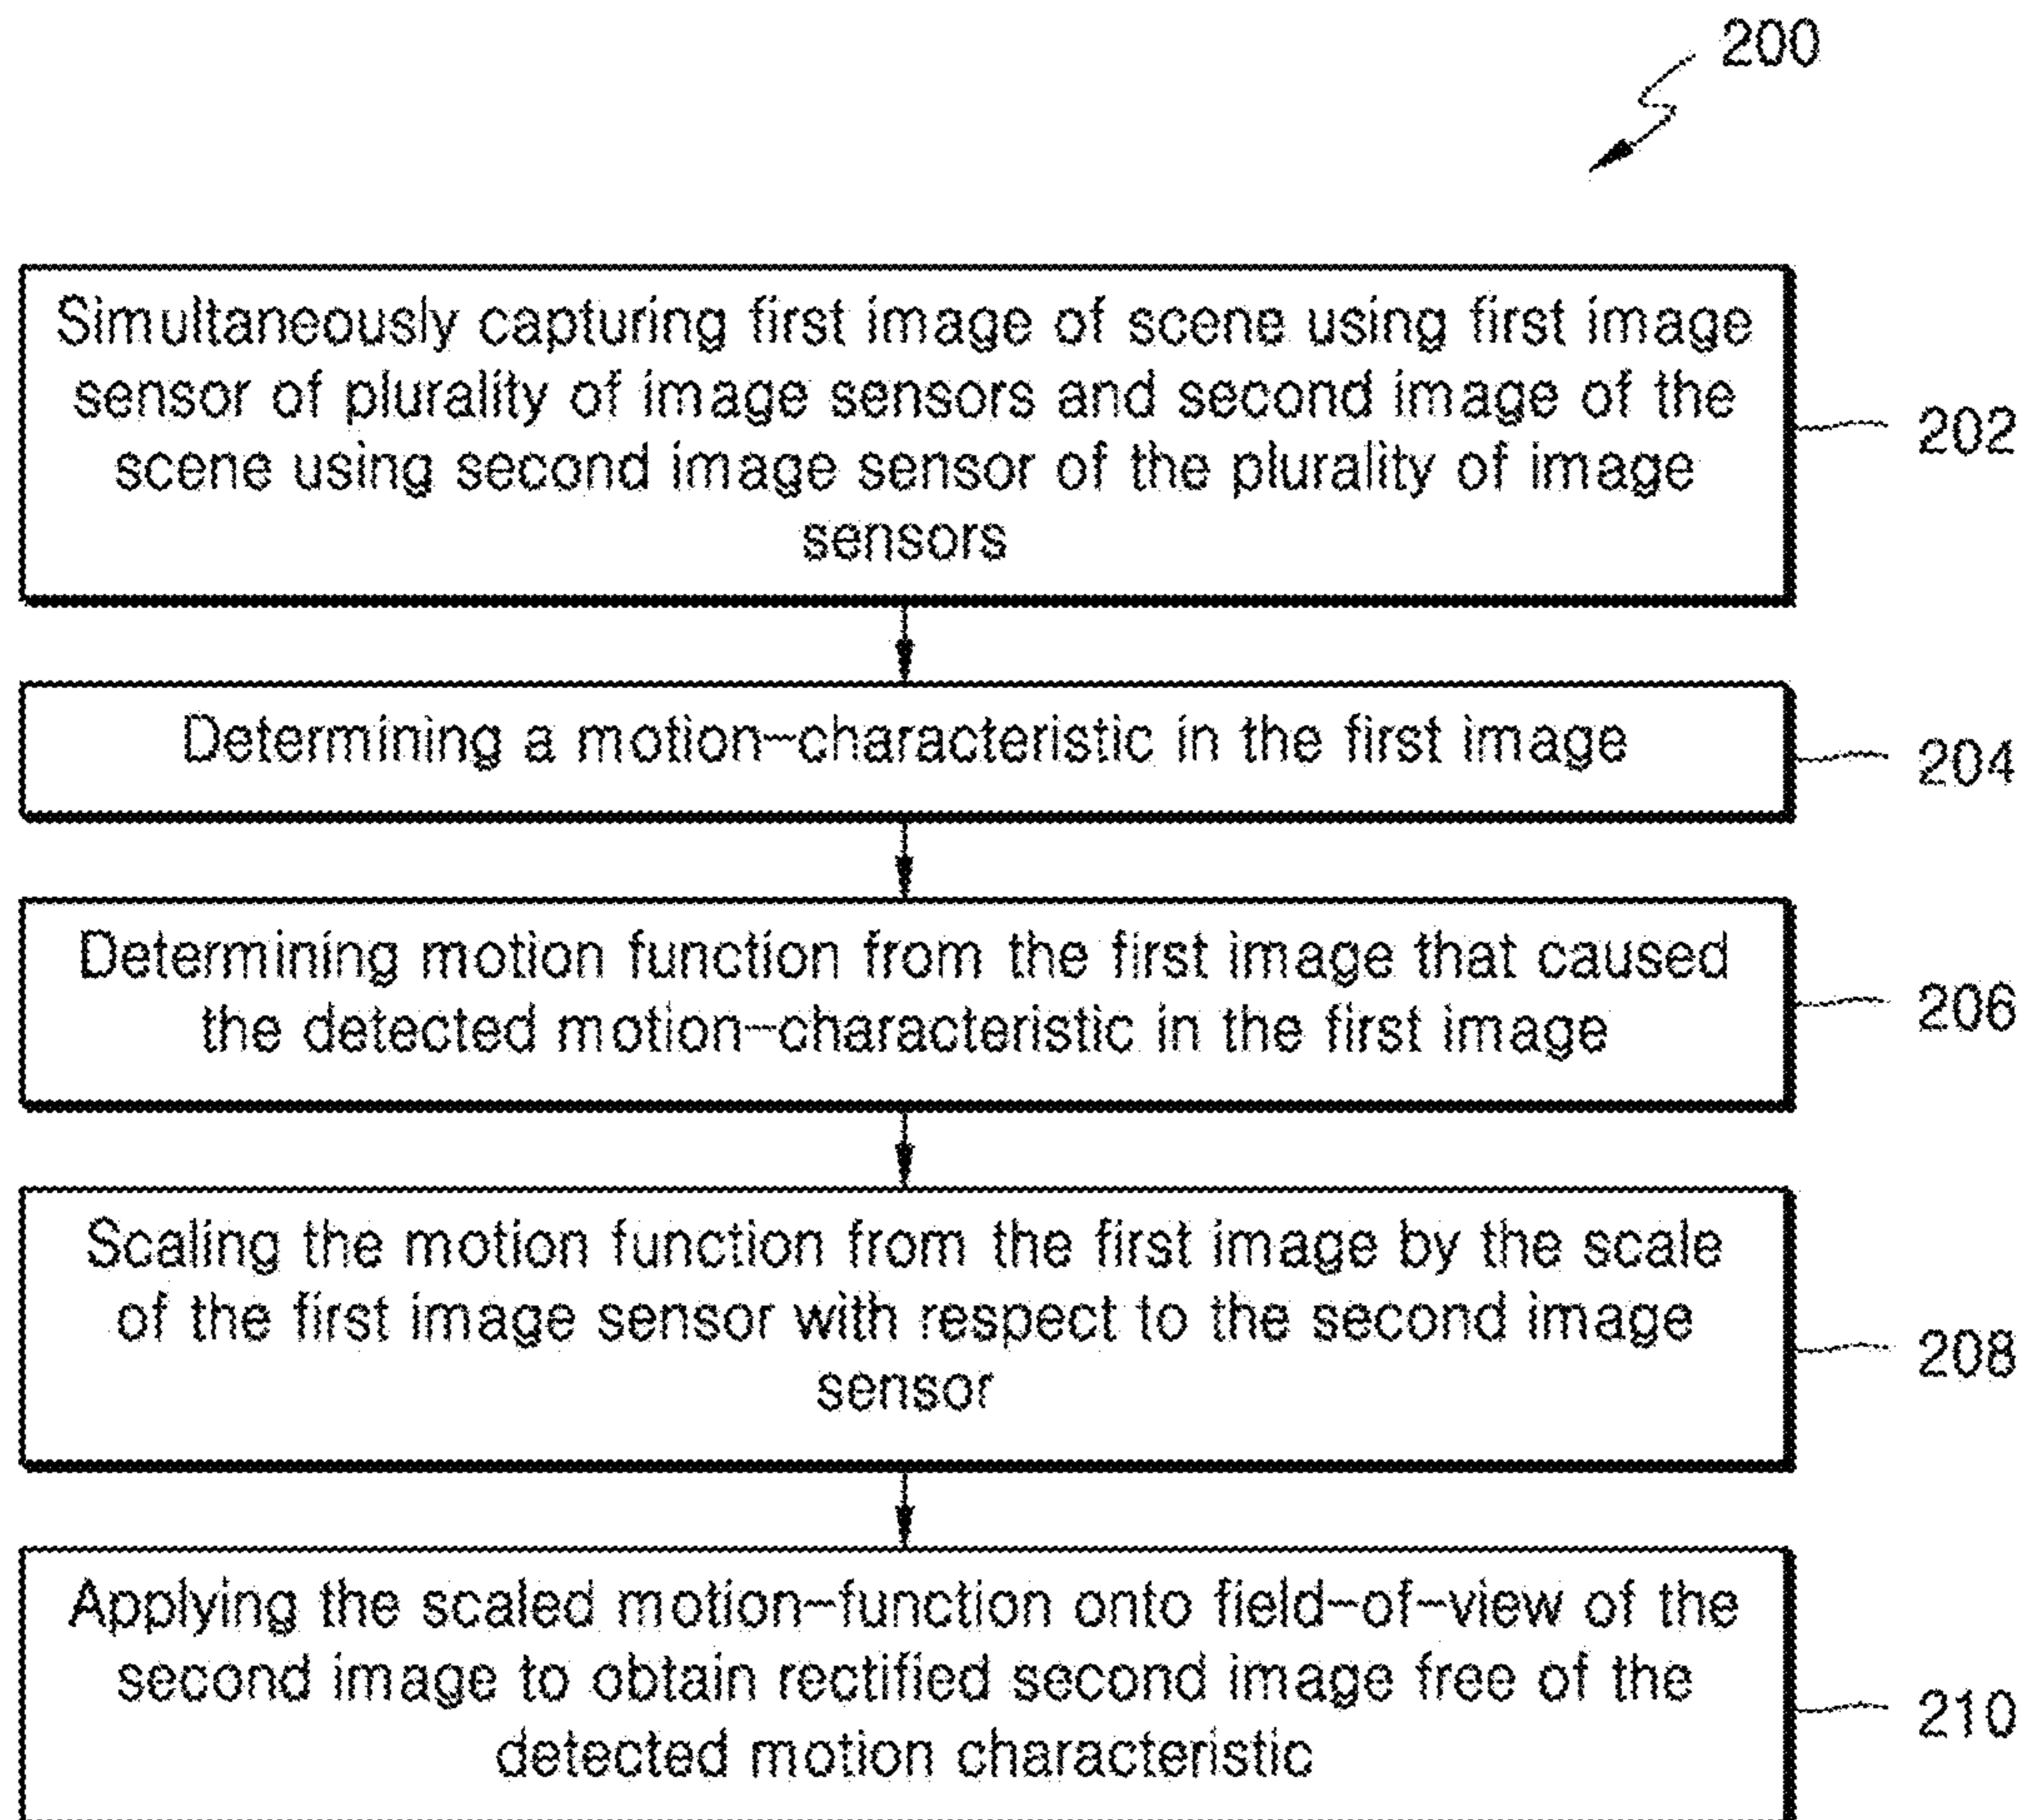 200
Simultaneously capturing first image of scene using first image
sensor of plurality of image sensors and second image of the
scene using second image sensor of the plurality of image
sensors
202
Determining a motion-characteristic in the first image
204
Determining motion function from the first image that caused
the detected motion-characteristic in the first image
206
Scaling the motion function from the first image by the scale
of the first image sensor with respect to the second image
sensor
208
Applying the scaled motion-function onto field-of-view of the
second image to obtain rectified second image free of the
detected motion characteristic
210